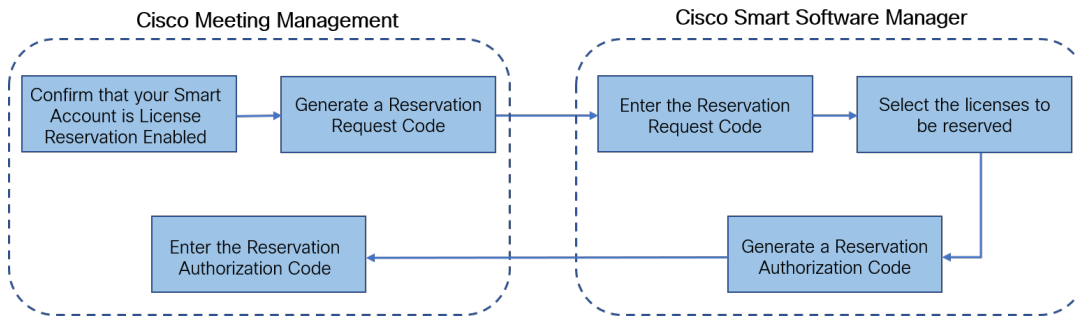 Cisco Meeting Management
Cisco Smart Software Manager
Confirm that your Smart
Account is License
Reservation Enabled
Generate a Reservation
Request Code
Enter the Reservation
Request Code
Select the licenses to
be reserved
Enter the Reservation
Authorization Code
Generate a Reservation
Authorization Code